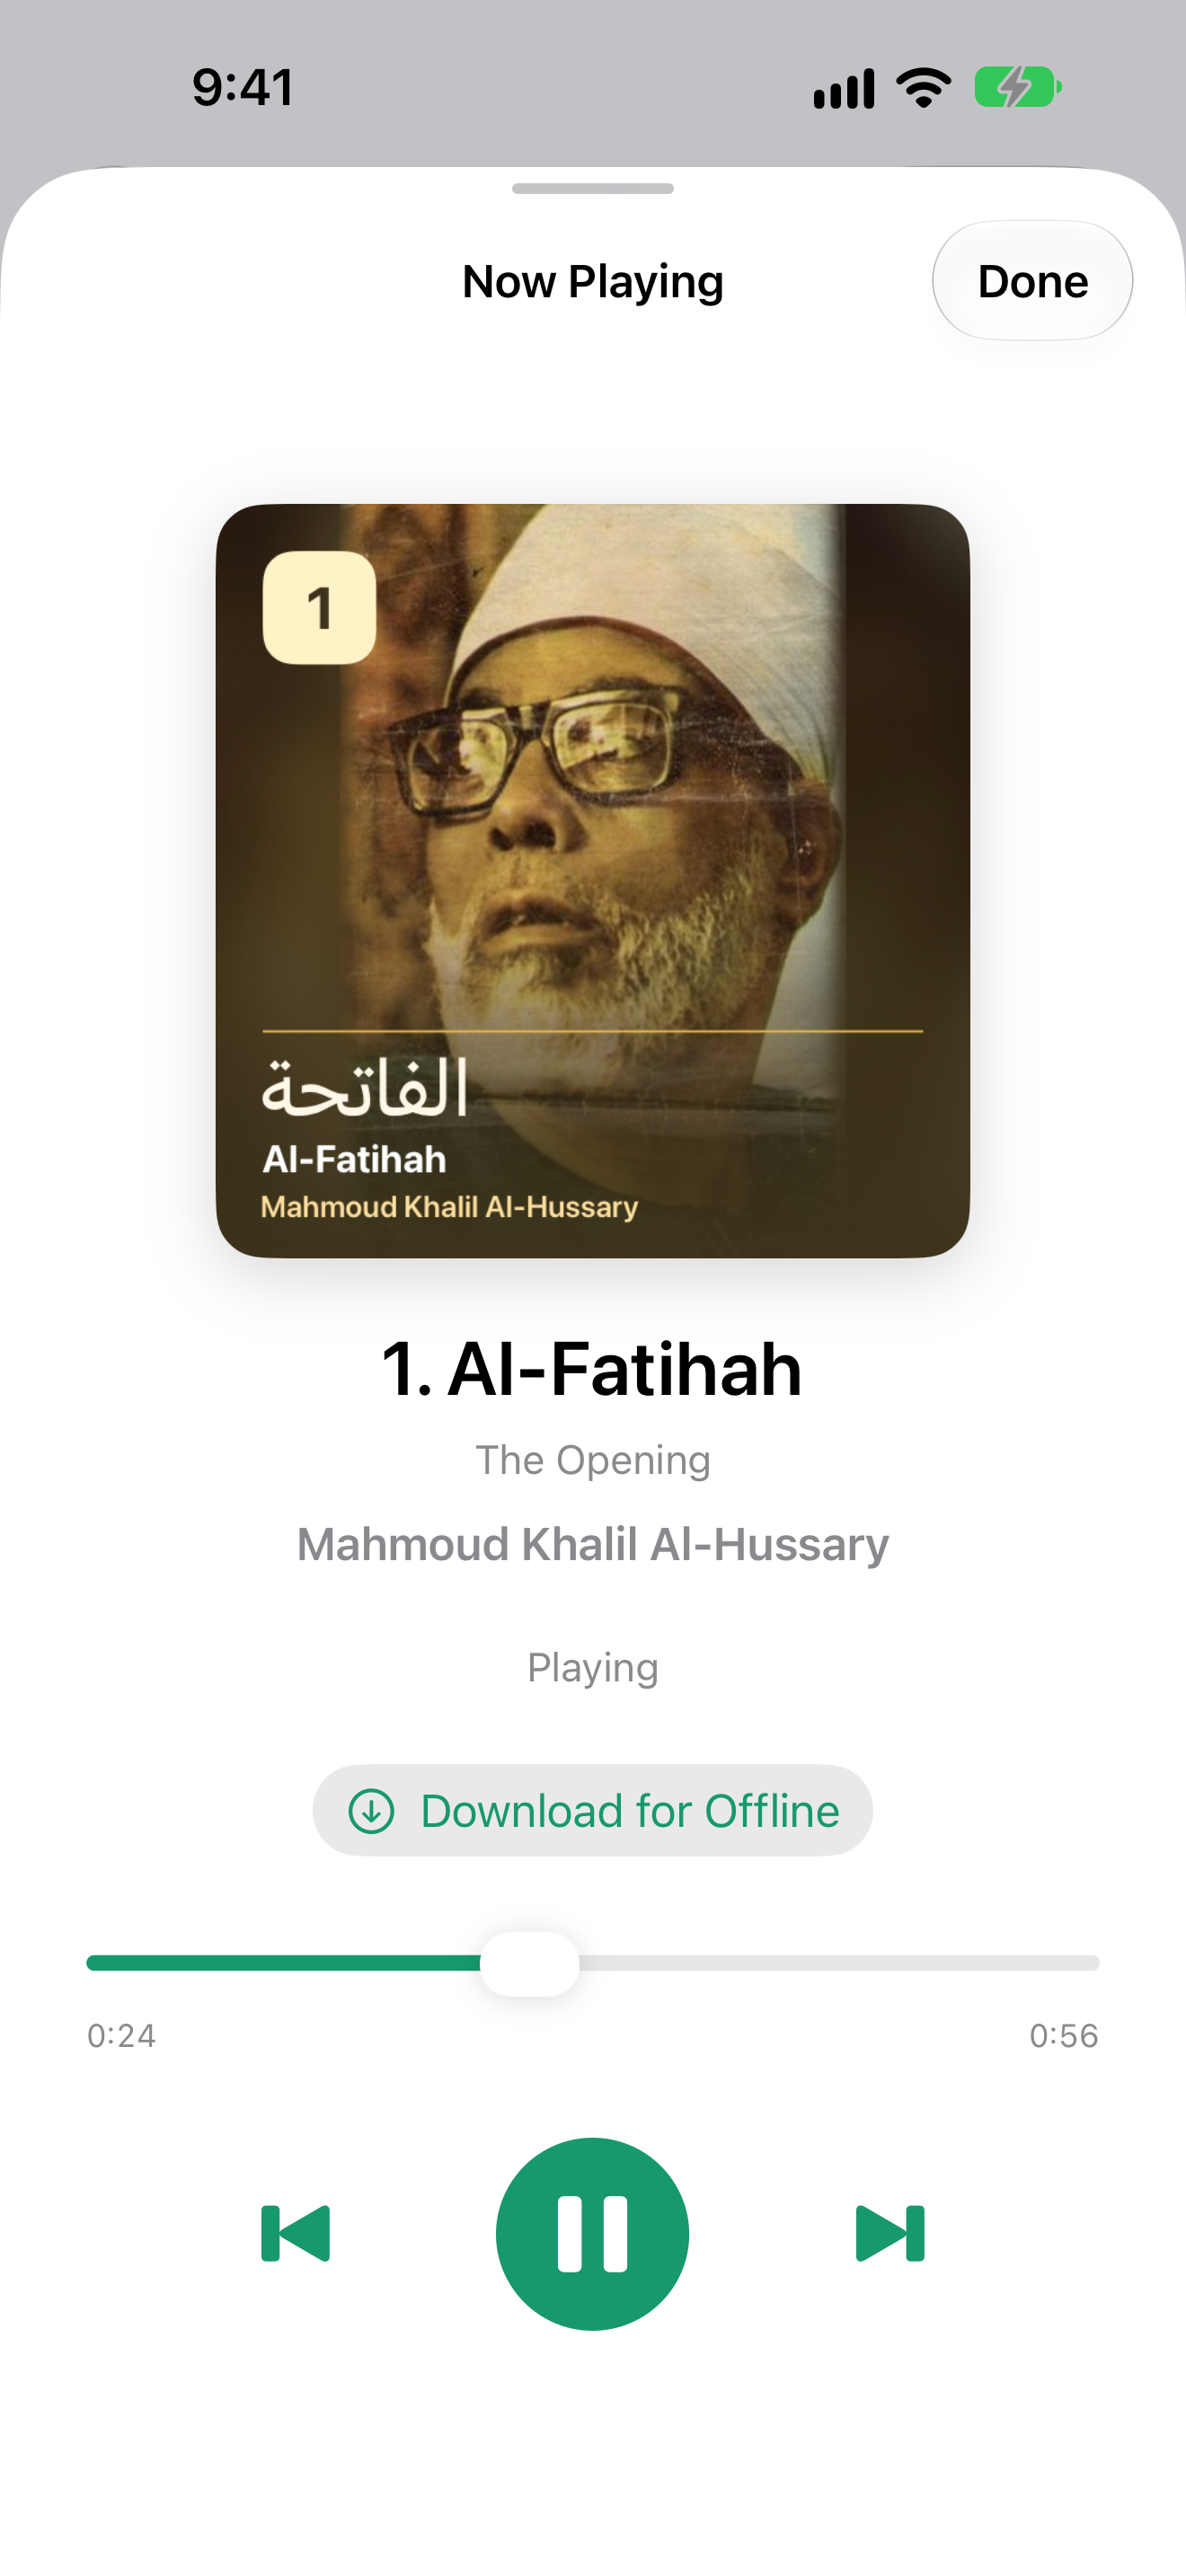 9:41
Now Playing
Done
1
الفاتحة
Al-Fatihah
Mahmoud Khalil Al-Hussary
1. Al-Fatihah
The Opening
Mahmoud Khalil Al-Hussary
Playing
Download for Offline
0:24
0:56